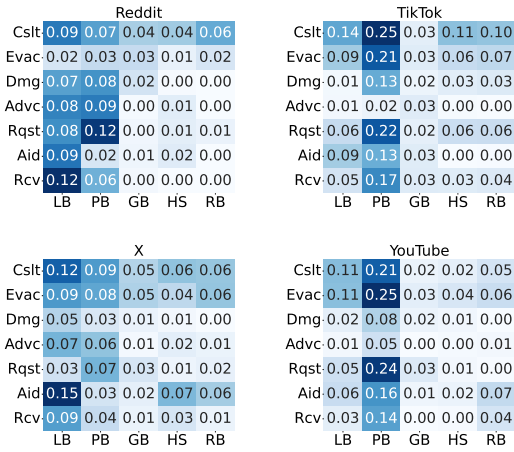 Reddit
Cslt 0.09 0.07 0.04 0.04 0.06
Evac 0.02 0.03 0.03 0.01 0.02
Dmg 0.07 0.08 0.02 0.01 0.00
Advc 0.08 0.09 0.00 0.01 0.00
Rqst 0.08 0.12 0.00 0.01 0.01
Aid 0.09 0.02 0.01 0.02 0.00
Rcv 0.12 0.06 0.00 0.00 0.00
LB PB GB HS RB
TikTok
Cslt 0.14 0.25 0.03 0.11 0.10
Evac 0.09 0.21 0.03 0.06 0.07
Dmg 0.01 0.13 0.03 0.03 0.03
Advc 0.01 0.02 0.03 0.00 0.00
Rqst 0.06 0.22 0.02 0.06 0.06
Aid 0.09 0.13 0.03 0.00 0.00
Rcv 0.05 0.17 0.03 0.03 0.04
LB PB GB HS RB
X
Cslt 0.12 0.09 0.05 0.06 0.06
Evac 0.09 0.08 0.05 0.04 0.06
Dmg 0.05 0.03 0.01 0.01 0.00
Advc 0.07 0.06 0.01 0.02 0.01
Rqst 0.03 0.07 0.03 0.01 0.02
Aid 0.15 0.03 0.02 0.07 0.06
Rcv 0.09 0.04 0.01 0.03 0.01
LB PB GB HS RB
YouTube
Cslt 0.11 0.21 0.02 0.02 0.05
Evac 0.11 0.25 0.03 0.04 0.06
Dmg 0.02 0.08 0.02 0.01 0.00
Advc 0.01 0.05 0.00 0.00 0.01
Rqst 0.05 0.24 0.03 0.00 0.01
Aid 0.06 0.16 0.01 0.02 0.07
Rcv 0.03 0.14 0.00 0.00 0.04
LB PB GB HS RB